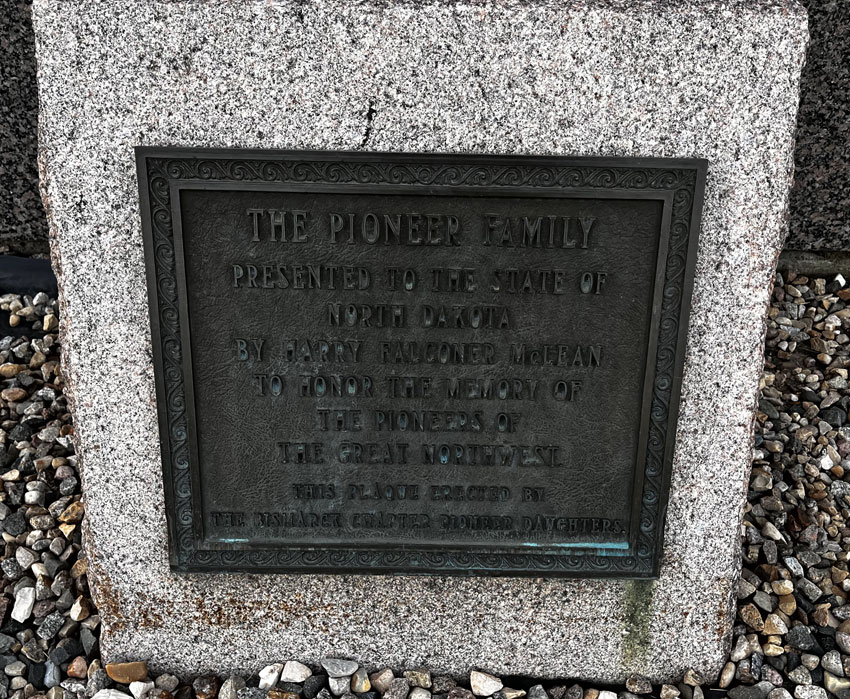 THE PIONEER FAMILY
PRESENTED TO THE STATE OF
NORTH DAKOTA
BY HARRY FALCONER McLEAN
TO HONOR THE MEMORY OF
THE PIONEERS OF
THE GREAT NORTHWEST.
THIS PLAQUE ERECTED BY
THE BISMARCK CHAPTER PIONEER DAUGHTERS.